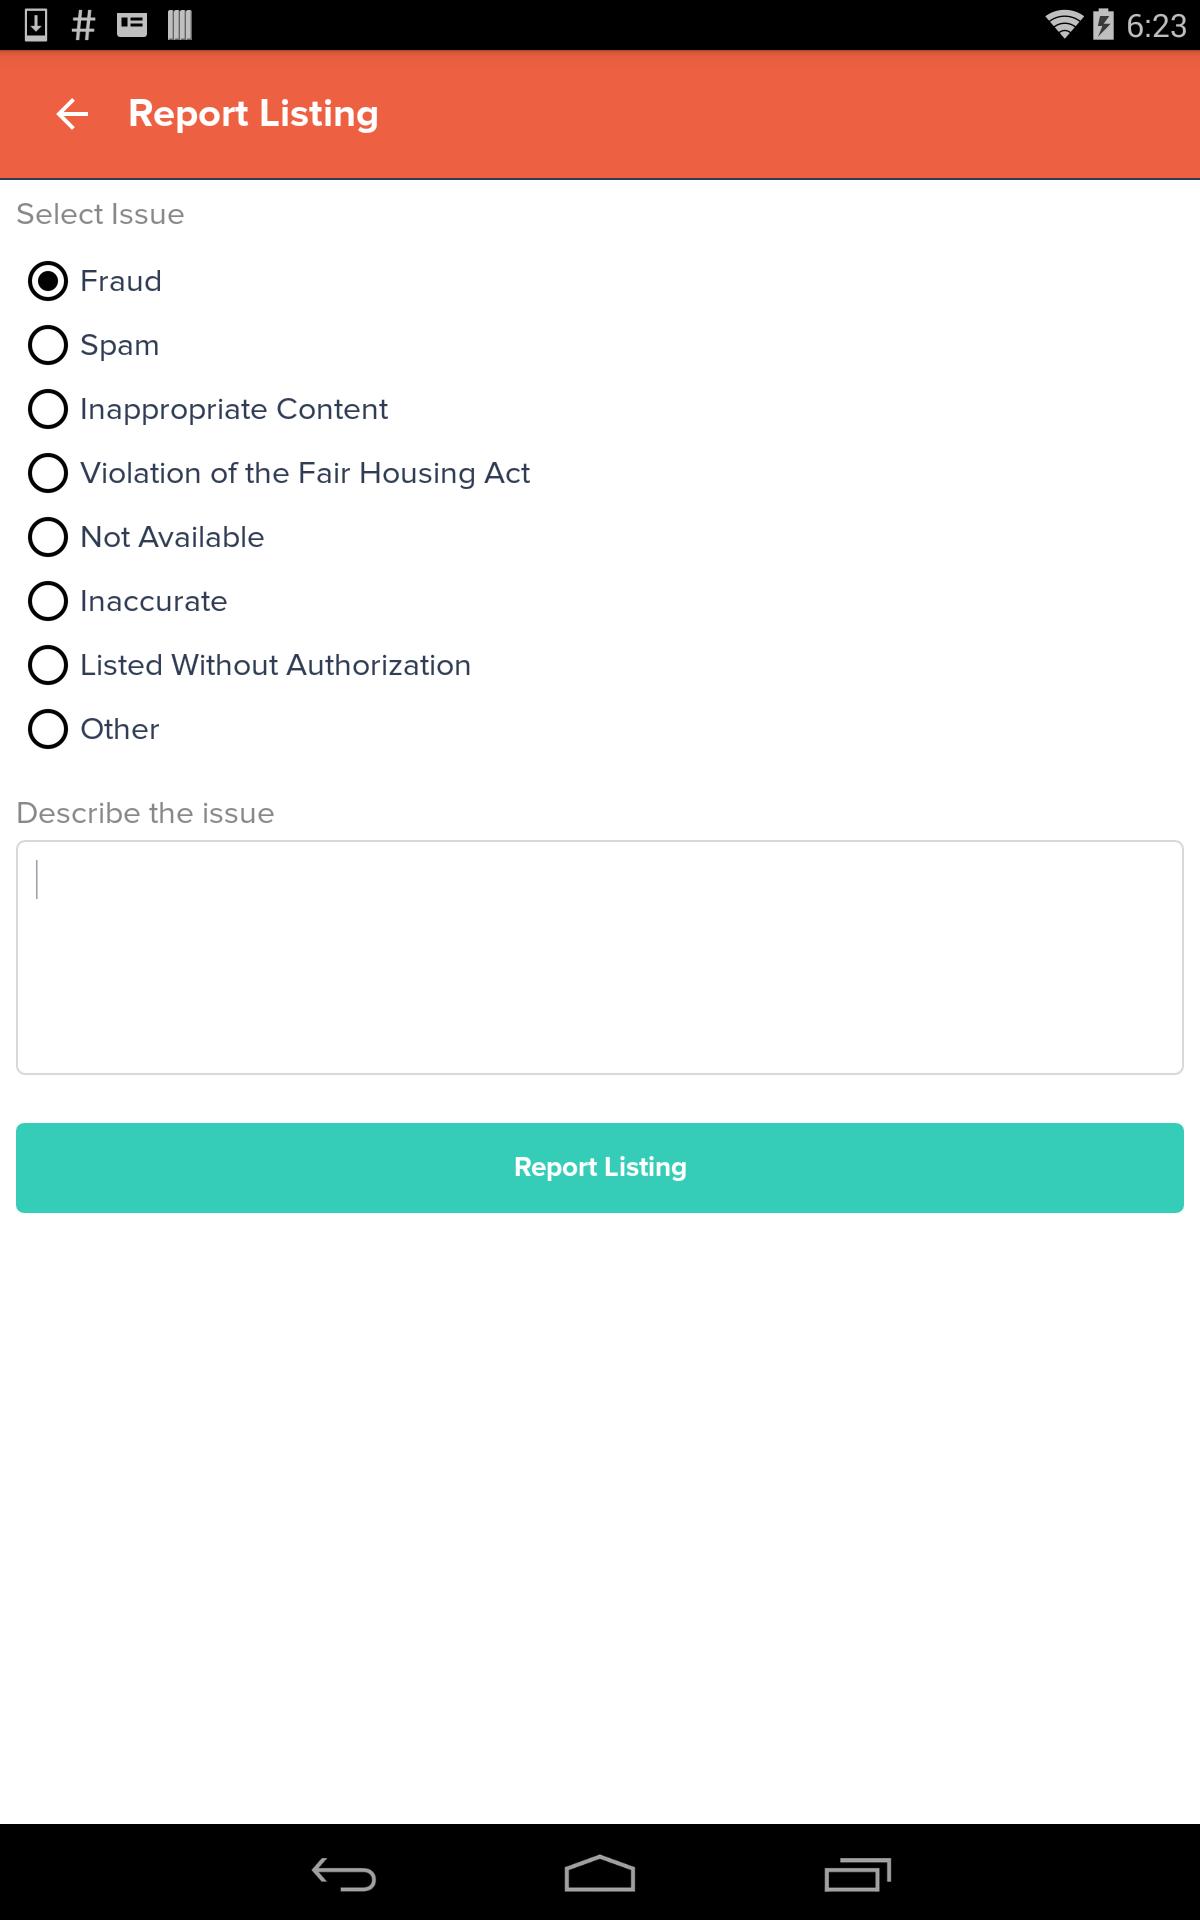 6:23
Report Listing
Select Issue
Fraud
Spam
Inappropriate Content
Violation of the Fair Housing Act
Not Available
Inaccurate
Listed Without Authorization
Other
Describe the issue
Report Listing